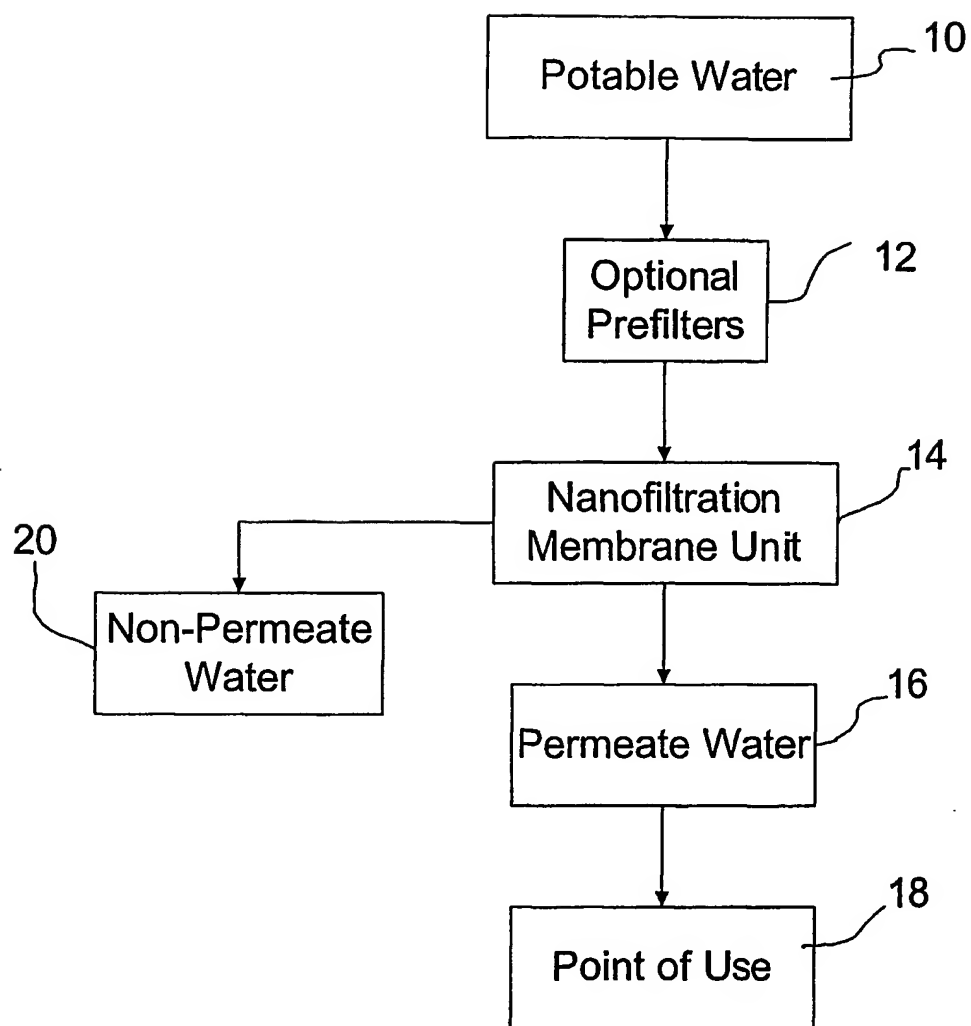 10
Potable Water
12
Optional
Prefilters
14
Nanofiltration
Membrane Unit
20
Non-Permeate
Water
16
Permeate Water
18
Point of Use